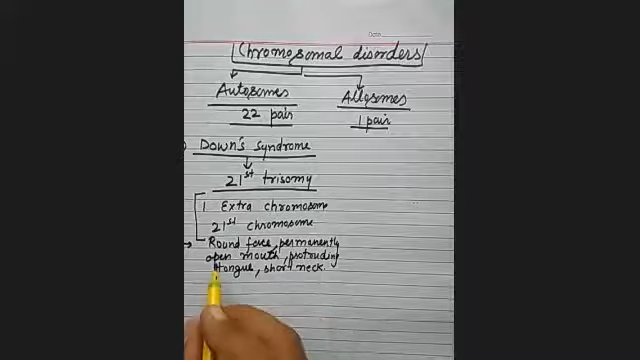 Date
Chromosomal disorders
Autosomes
Allosomes
22 pair
1 pair
Down's syndrome
21st trisomy
1 Extra chromosome
21st chromosome
Round face, permanently
open mouth, protruding
tongue, short neck.